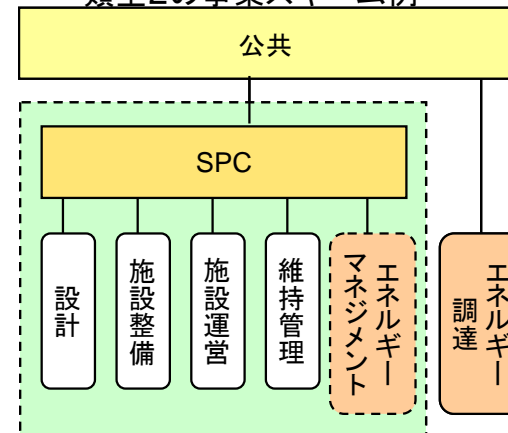 類型2の事業スキーム例
公共
SPC
設計
施設整備
施設運営
維持管理
エネルギー
マネジメント
エネルギー
調達